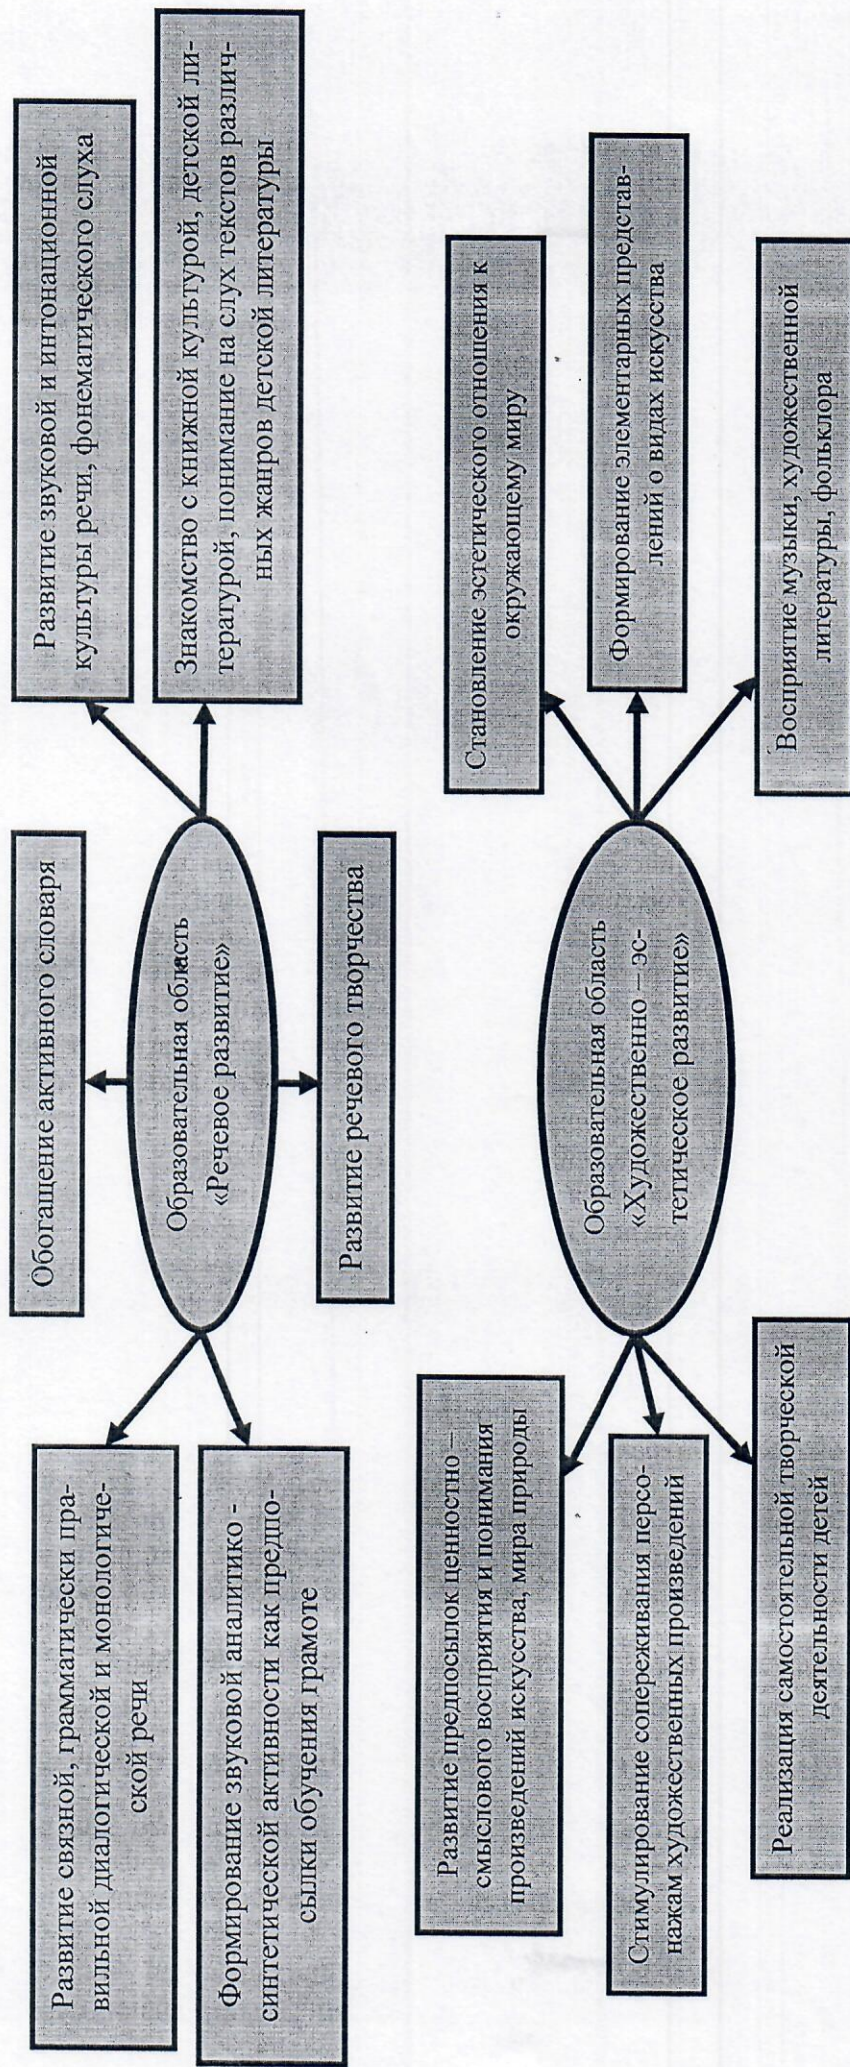 Обогащение активного словаря
Развитие связной, грамматически пра-
вильной диалогической и монологиче-
ской речи
Развитие звуковой и интонационной
культуры речи, фонематического слуха
Образовательная область
«Речевое развитие»
Формирование звуковой аналитико -
синтетической активности как предпо-
сылки обучения грамоте
Знакомство с книжной культурой, детской ли-
тературой, понимание на слух текстов различ-
ных жанров детской литературы
Развитие речевого творчества
Развитие предпосылок ценностно –
смыслового восприятия и понимания
произведений искусства, мира природы
Становление эстетического отношения к
окружающему миру
Образовательная область
«Художественно – эс-
тетическое развитие»
Стимулирование сопереживания персо-
нажам художественных произведений
Формирование элементарных представ-
лений о видах искусства
Реализация самостоятельной творческой
деятельности детей
Восприятие музыки, художественной
литературы, фольклора